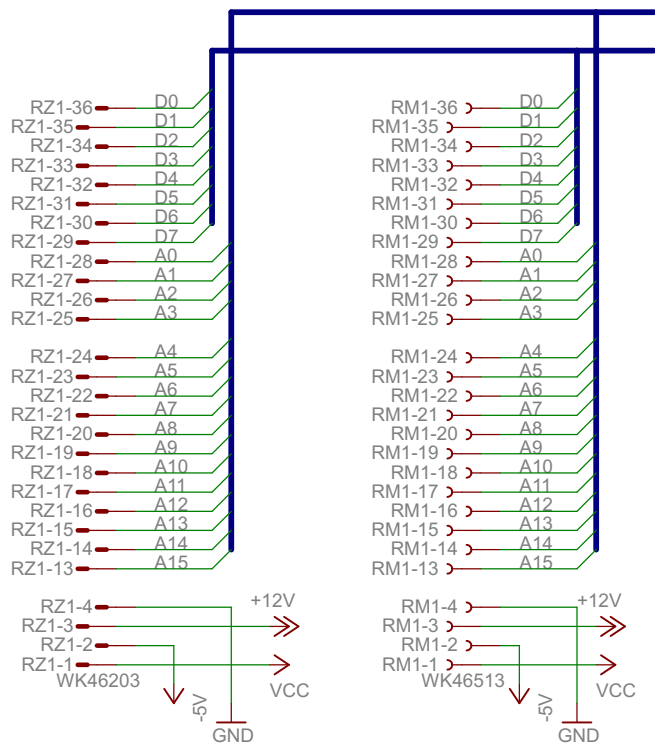 RZ1-36 D0 RM1-36 D0
RZ1-35 D1 RM1-35 D1
RZ1-34 D2 RM1-34 D2
RZ1-33 D3 RM1-33 D3
RZ1-32 D4 RM1-32 D4
RZ1-31 D5 RM1-31 D5
RZ1-30 D6 RM1-30 D6
RZ1-29 D7 RM1-29 D7
RZ1-28 A0 RM1-28 A0
RZ1-27 A1 RM1-27 A1
RZ1-26 A2 RM1-26 A2
RZ1-25 A3 RM1-25 A3
RZ1-24 A4 RM1-24 A4
RZ1-23 A5 RM1-23 A5
RZ1-22 A6 RM1-22 A6
RZ1-21 A7 RM1-21 A7
RZ1-20 A8 RM1-20 A8
RZ1-19 A9 RM1-19 A9
RZ1-18 A10 RM1-18 A10
RZ1-17 A11 RM1-17 A11
RZ1-16 A12 RM1-16 A12
RZ1-15 A13 RM1-15 A13
RZ1-14 A14 RM1-14 A14
RZ1-13 A15 RM1-13 A15
RZ1-4 +12V RM1-4 +12V
RZ1-3 RM1-3
RZ1-2 RM1-2
RZ1-1 RM1-1
WK46203 VCC WK46513 VCC
-5V -5V
GND GND